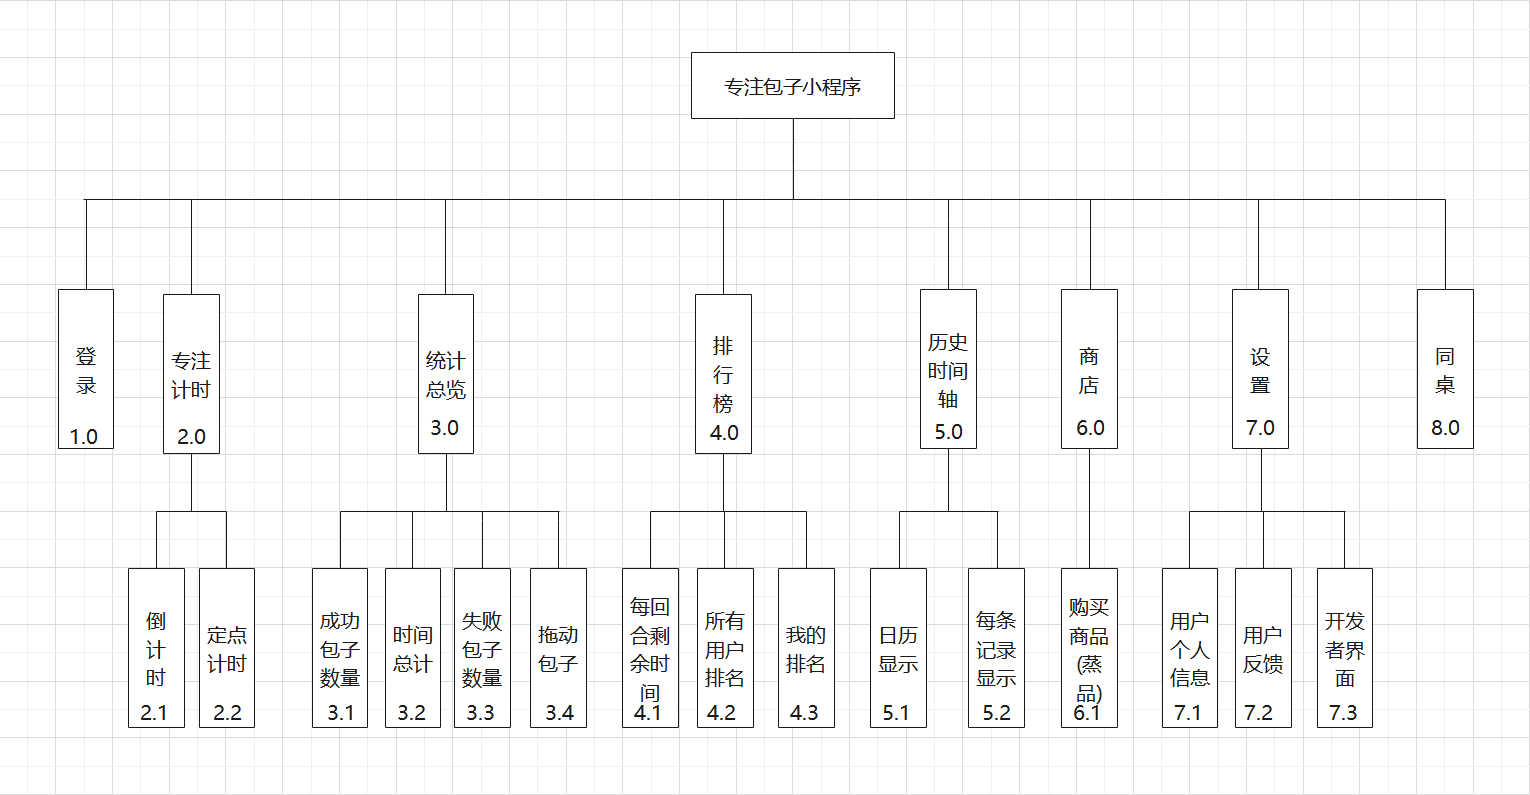 专注包子小程序
登
录
1.0
专注
计时
2.0
统计
总览
3.0
排
行
榜
4.0
历史
时间
轴
5.0
商
店
6.0
设
置
7.0
同
桌
8.0
倒
计
时
2.1
定点
计时
2.2
成功
包子
数量
3.1
时间
总计
3.2
失败
包子
数量
3.3
拖动
包子
3.4
每回
合剩
余时
间
4.1
所有
用户
排名
4.2
我的
排名
4.3
日历
显示
5.1
每条
记录
显示
5.2
购买
商品
(蒸
品)
6.1
用户
个人
信息
7.1
用户
反馈
7.2
开发
者界
面
7.3